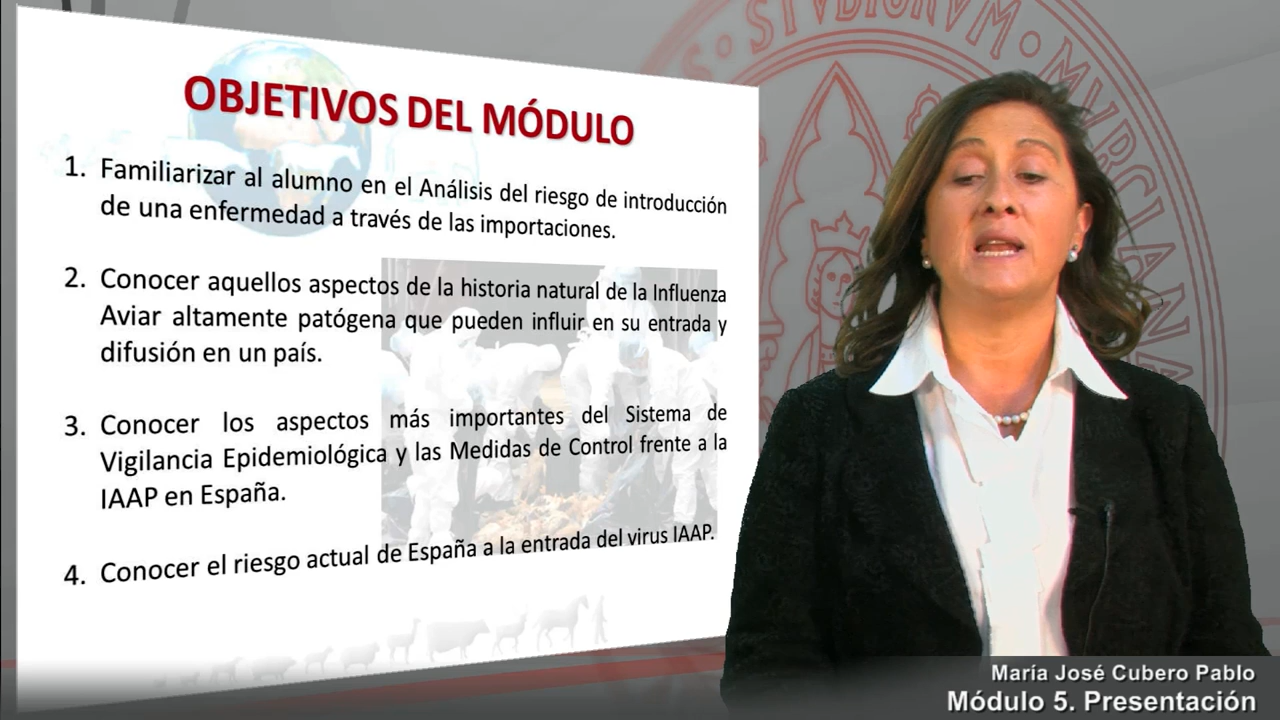 OBJETIVOS DEL MÓDULO
1. Familiarizar al alumno en el Análisis del riesgo de introducción
de una enfermedad a través de las importaciones.
2. Conocer aquellos aspectos de la historia natural de la Influenza
Aviar altamente patógena que pueden influir en su entrada y
difusión en un país.
3. Conocer los aspectos más importantes del Sistema de
Vigilancia Epidemiológica y las Medidas de Control frente a la
IAAP en España.
4. Conocer el riesgo actual de España a la entrada del virus IAAP.
STVDIORVM MVRCIANA
María José Cubero Pablo
Módulo 5. Presentación